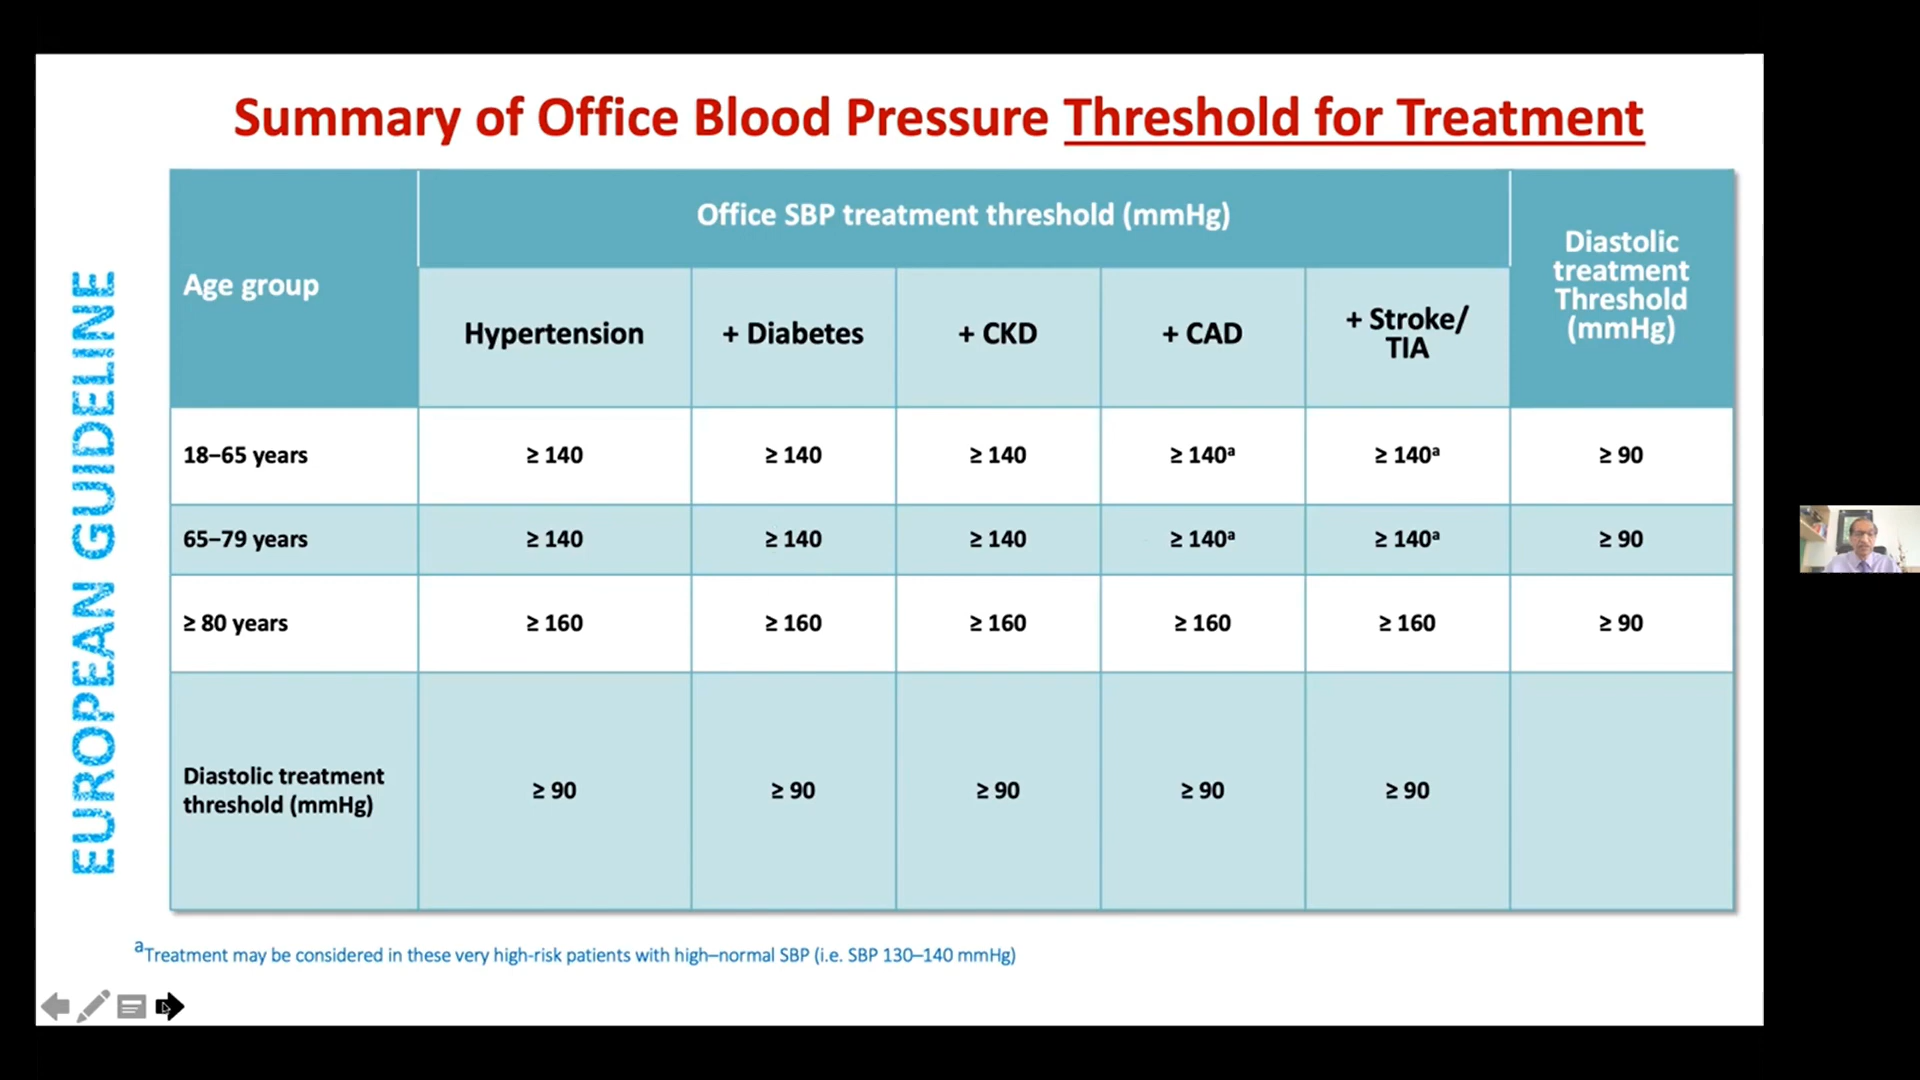 Summary of Office Blood Pressure Threshold for Treatment
EUROPEAN GUIDELINE
Age group
Office SBP treatment threshold (mmHg)
Diastolic
treatment
Threshold
(mmHg)
Hypertension
+ Diabetes
+ CKD
+ CAD
+ Stroke/
TIA
18–65 years ≥ 140 ≥ 140 ≥ 140 ≥ 140ᵃ ≥ 140ᵃ ≥ 90
65–79 years ≥ 140 ≥ 140 ≥ 140 ≥ 140ᵃ ≥ 140ᵃ ≥ 90
≥ 80 years ≥ 160 ≥ 160 ≥ 160 ≥ 160 ≥ 160 ≥ 90
Diastolic treatment
threshold (mmHg)
≥ 90 ≥ 90 ≥ 90 ≥ 90 ≥ 90
ᵃTreatment may be considered in these very high-risk patients with high–normal SBP (i.e. SBP 130–140 mmHg)